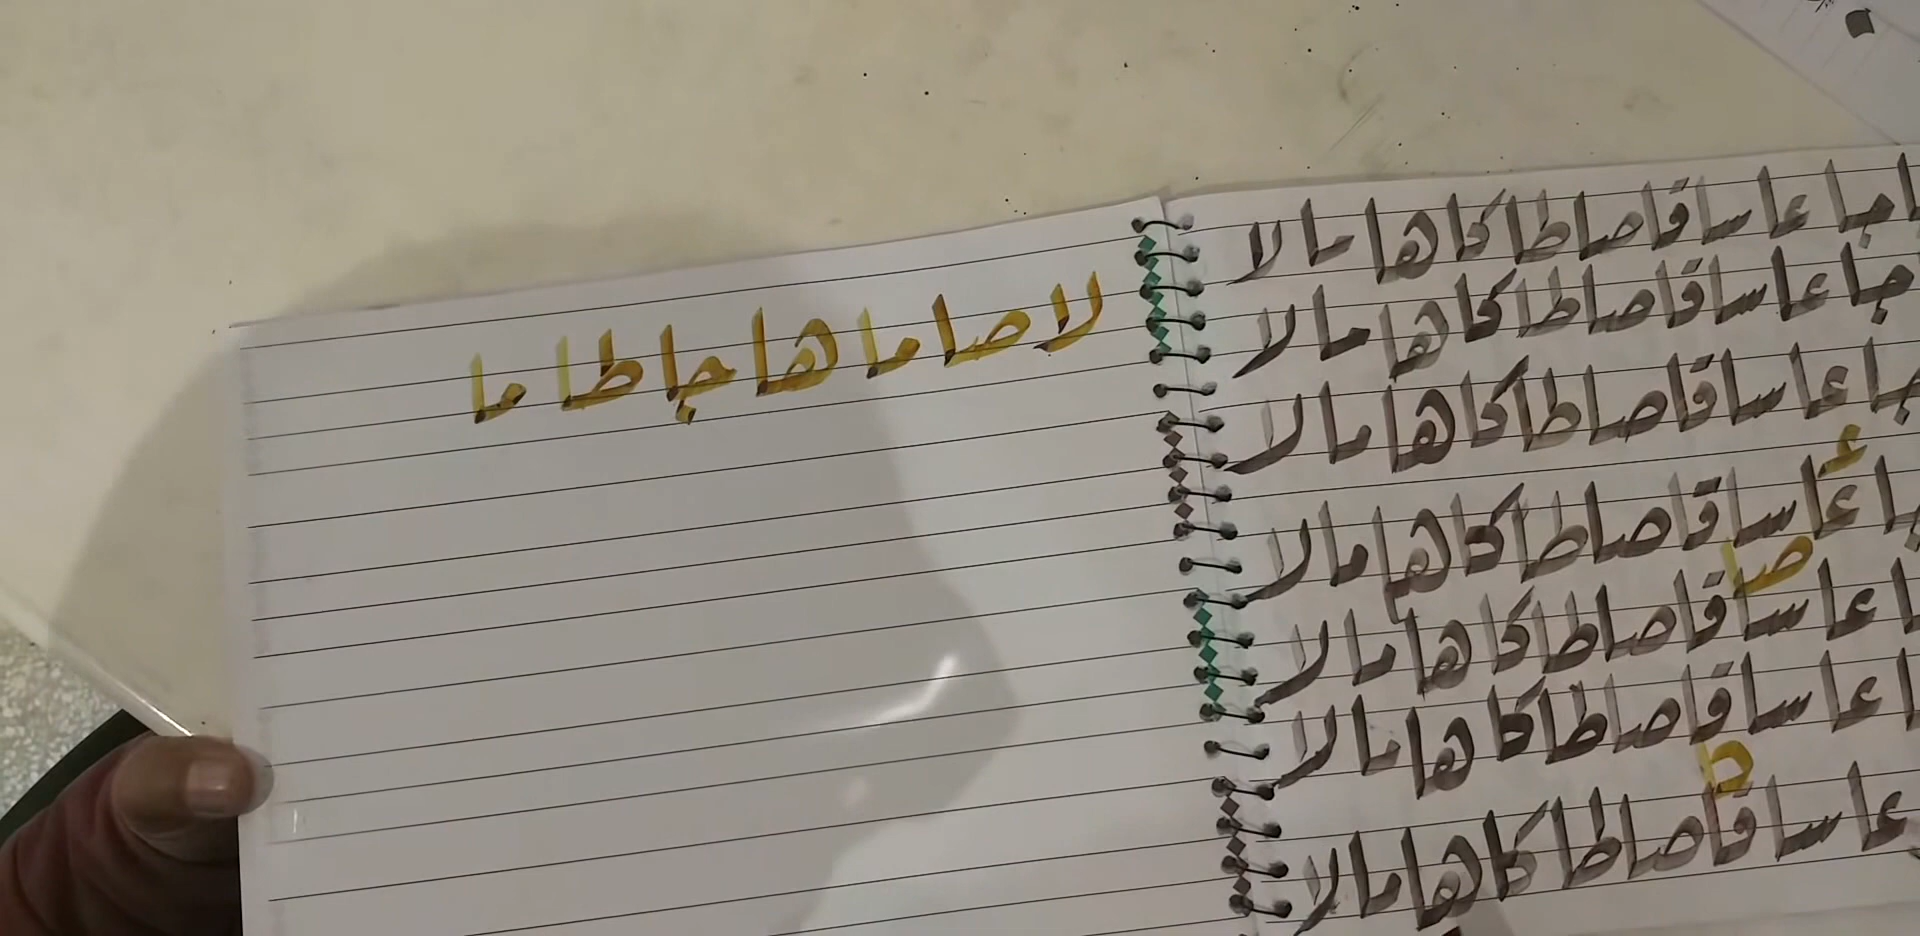 ا جا عا سا قا صا طا كا ها ما لا
جا عا سا قا صا طا كا ها ما لا
جا عا سا قا صا طا كا ها ما لا
ع
عا سا قا صا طا كا ها ما لا
صا
عا سا قا صا طا كا ها ما لا
عا سا قا صا طا كا ها ما لا
عا سا قا صا طا كا ها ما لا
لا صا ما ها جا طا ما